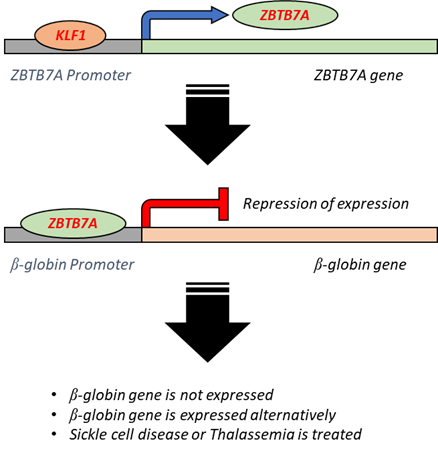 KLF1
ZBTB7A
ZBTB7A Promoter
ZBTB7A gene
ZBTB7A
Repression of expression
β-globin Promoter
β-globin gene
• β-globin gene is not expressed
• β-globin gene is expressed alternatively
• Sickle cell disease or Thalassemia is treated